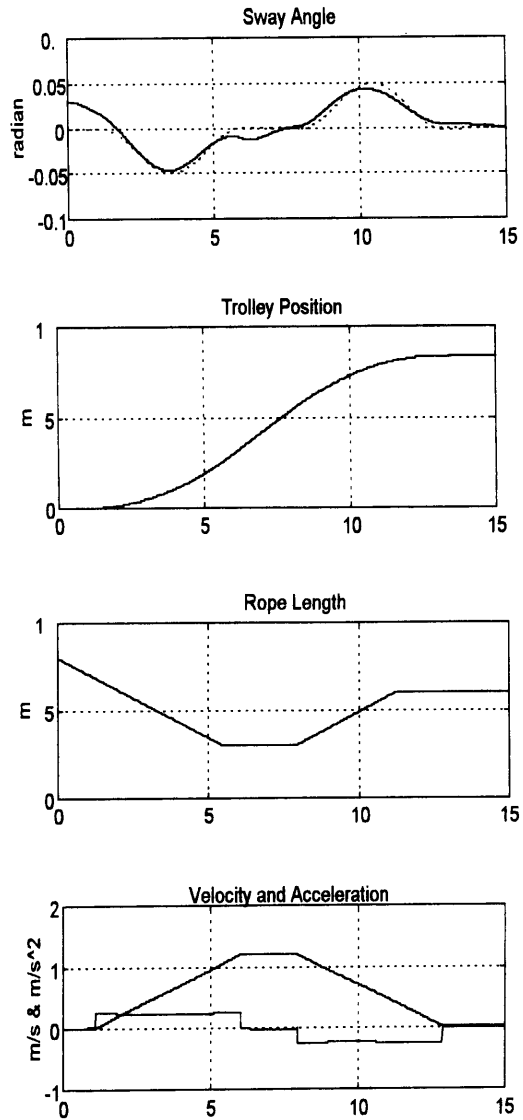 Sway Angle
0.
0.05
0
-0.05
-0.1
radian
0 5 10 15
Trolley Position
1
5
0
m
0 5 10 15
Rope Length
1
5
0
m
0 5 10 15
Velocity and Acceleration
2
1
0
-1
m/s & m/s^2
0 5 10 15